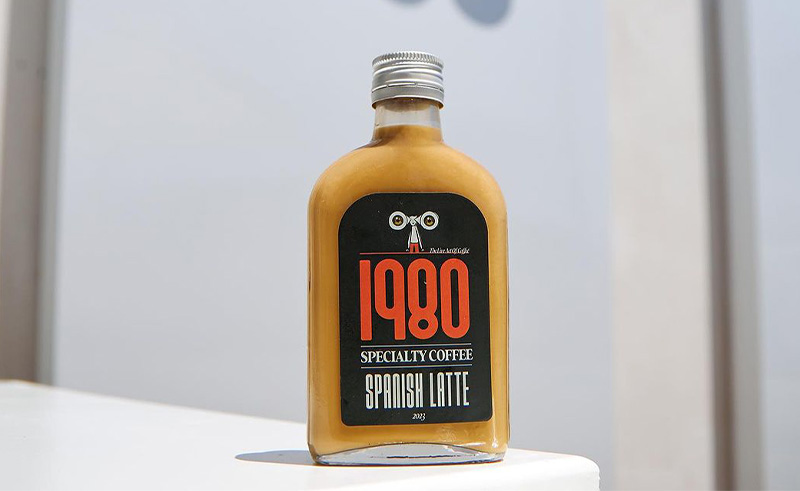 1980
SPECIALTY COFFEE
SPANISH LATTE
2023